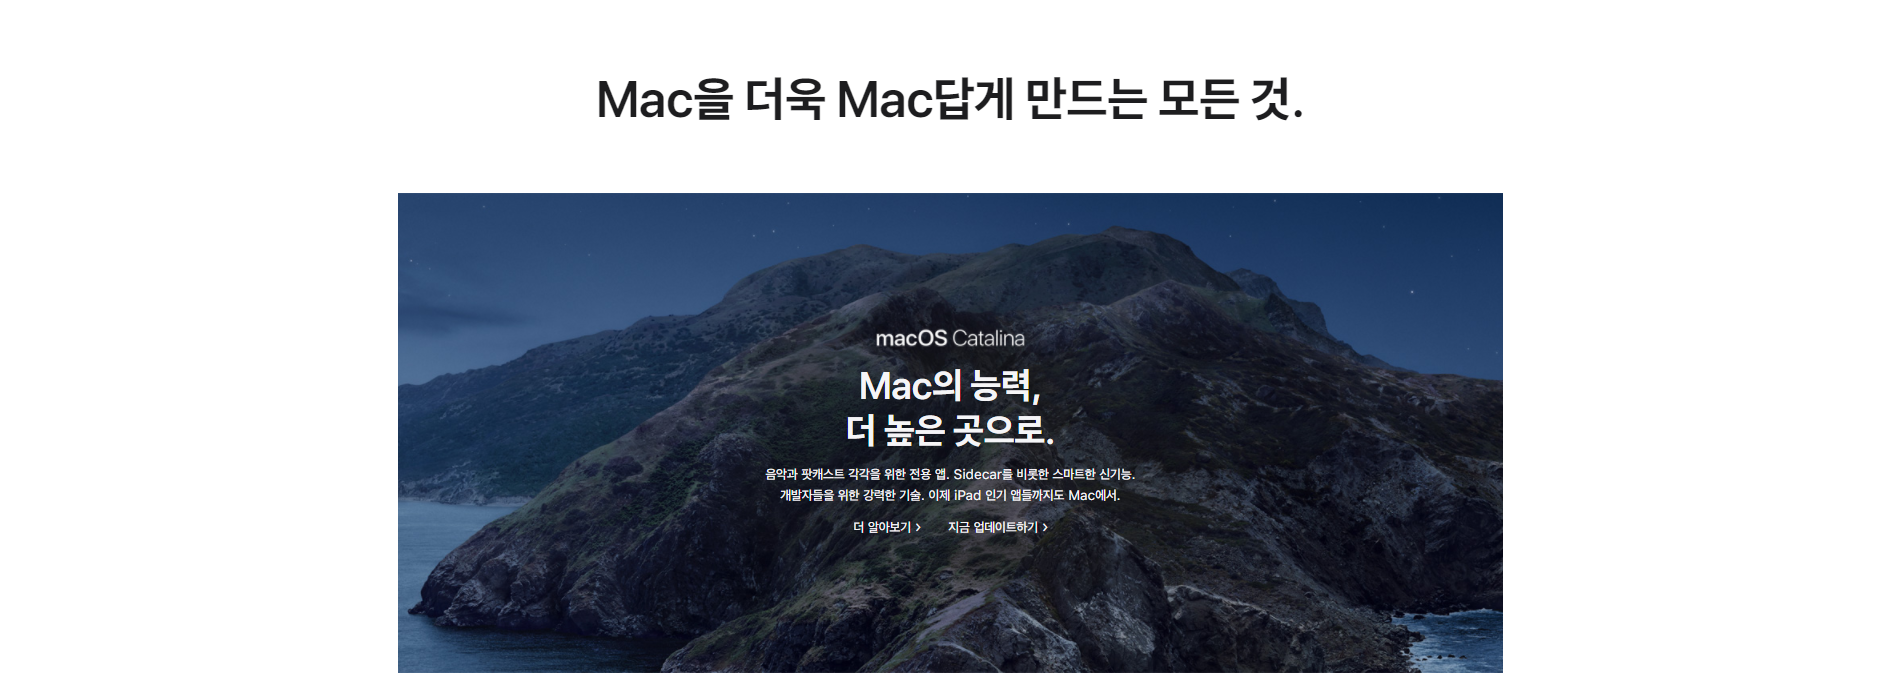 Mac을 더욱 Mac답게 만드는 모든 것.
macOS Catalina
Mac의 능력,
더 높은 곳으로.
음악과 팟캐스트 각각을 위한 전용 앱. Sidecar를 비롯한 스마트한 신기능.
개발자들을 위한 강력한 기술. 이제 iPad 인기 앱들까지도 Mac에서.
더 알아보기 > 지금 업데이트하기 >